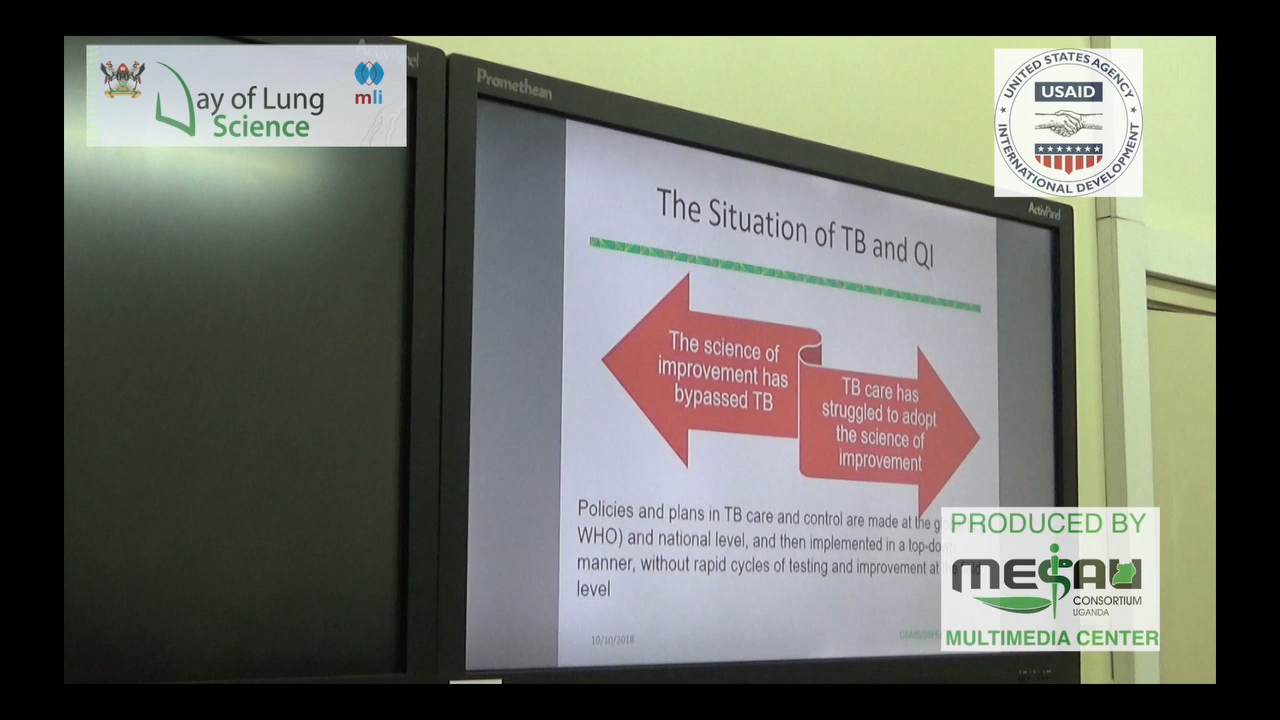 Day of Lung
Science
mli
UNITED STATES AGENCY
USAID
INTERNATIONAL DEVELOPMENT
Promethean
ActivPanel
The Situation of TB and QI
The science of
improvement has
bypassed TB
TB care has
struggled to adopt
the science of
improvement
Policies and plans in TB care and control are made at the
WHO) and national level, and then implemented in a top-down
manner, without rapid cycles of testing and improvement at
level
10/10/2018
PRODUCED BY
MESAU
CONSORTIUM
UGANDA
MULTIMEDIA CENTER